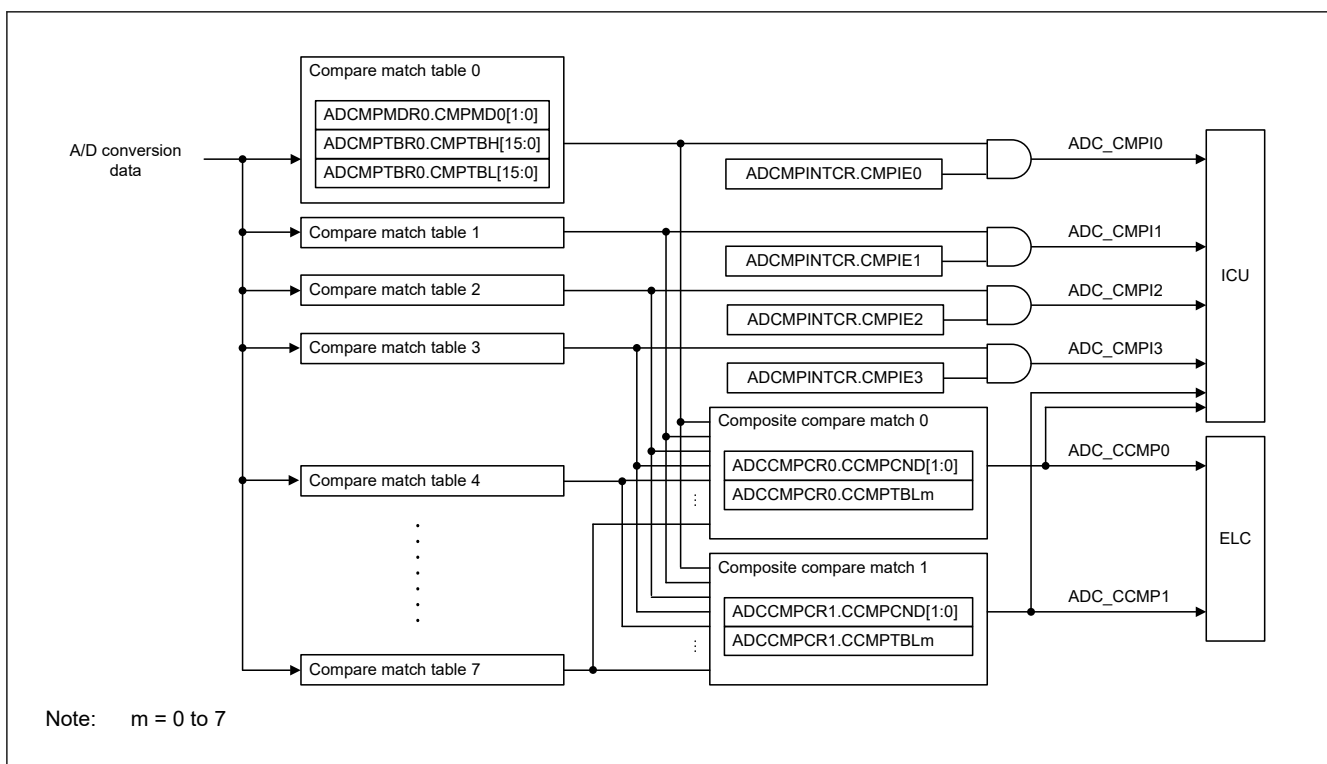 Compare match table 0
ADCMPMDR0.CMPMD0[1:0]
ADCMPTBR0.CMPTBH[15:0]
ADCMPTBR0.CMPTBL[15:0]
A/D conversion
data
ADCMPINTCR.CMPIE0
ADC_CMPI0
Compare match table 1
ADCMPINTCR.CMPIE1
ADC_CMPI1
Compare match table 2
ADCMPINTCR.CMPIE2
ADC_CMPI2
Compare match table 3
ADCMPINTCR.CMPIE3
ADC_CMPI3
ICU
Composite compare match 0
ADCCMPCR0.CCMPCND[1:0]
ADCCMPCR0.CCMPTBLm
ADC_CCMP0
Compare match table 4
Composite compare match 1
ADCCMPCR1.CCMPCND[1:0]
ADCCMPCR1.CCMPTBLm
ADC_CCMP1
ELC
Compare match table 7
Note: m = 0 to 7